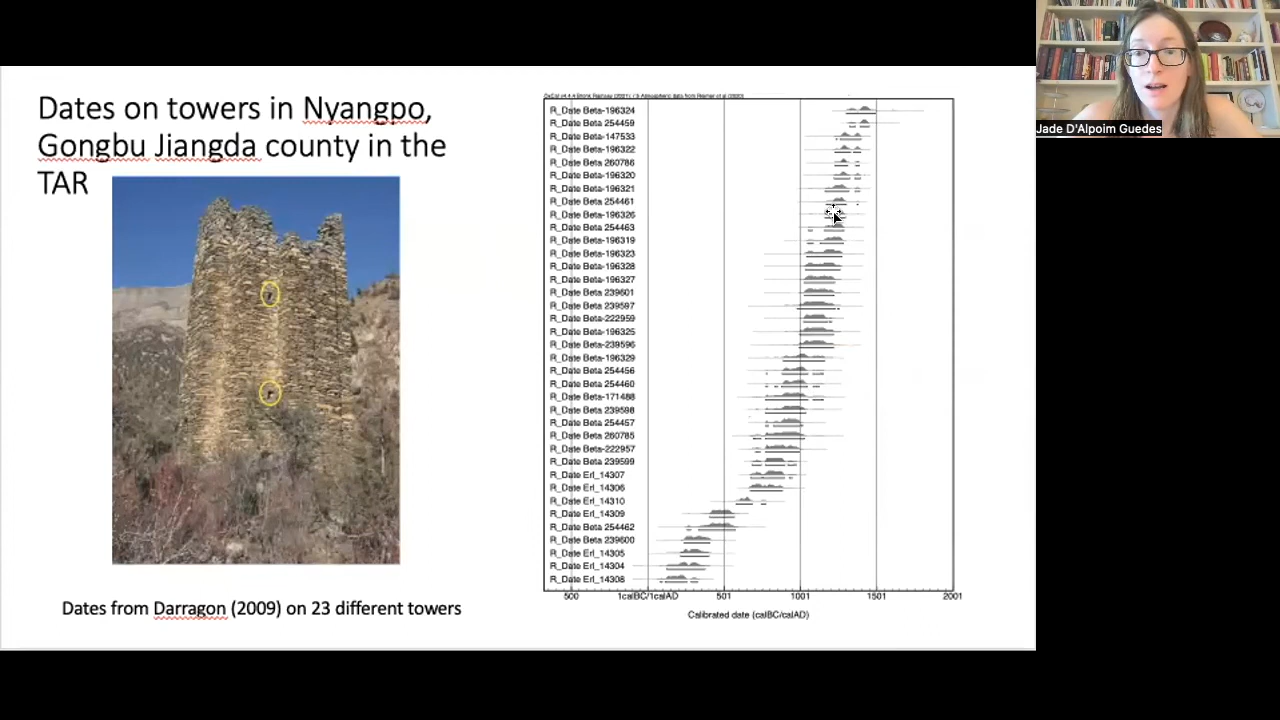 Dates on towers in Nyangpo,
Gongbu Jiangda county in the
TAR
Dates from Darragon (2009) on 23 different towers
R_Date Beta-196324
R_Date Beta 254459
R_Date Beta-147533
R_Date Beta-196322
R_Date Beta 260786
R_Date Beta-196320
R_Date Beta-196321
R_Date Beta 254461
R_Date Beta-196326
R_Date Beta 254463
R_Date Beta-196319
R_Date Beta-196323
R_Date Beta-196328
R_Date Beta-196327
R_Date Beta 239601
R_Date Beta 239597
R_Date Beta-222959
R_Date Beta-196325
R_Date Beta-239596
R_Date Beta-196329
R_Date Beta 254456
R_Date Beta 254460
R_Date Beta-171488
R_Date Beta 239598
R_Date Beta 254457
R_Date Beta 260785
R_Date Beta-222957
R_Date Beta 239599
R_Date Erl_14307
R_Date Erl_14306
R_Date Erl_14310
R_Date Erl_14309
R_Date Beta 254462
R_Date Beta 239600
R_Date Erl_14305
R_Date Erl_14304
R_Date Erl_14308
500 1calBC/1calAD 501 1001 1501 2001
Calibrated date (calBC/calAD)
Jade D'Alpoim Guedes